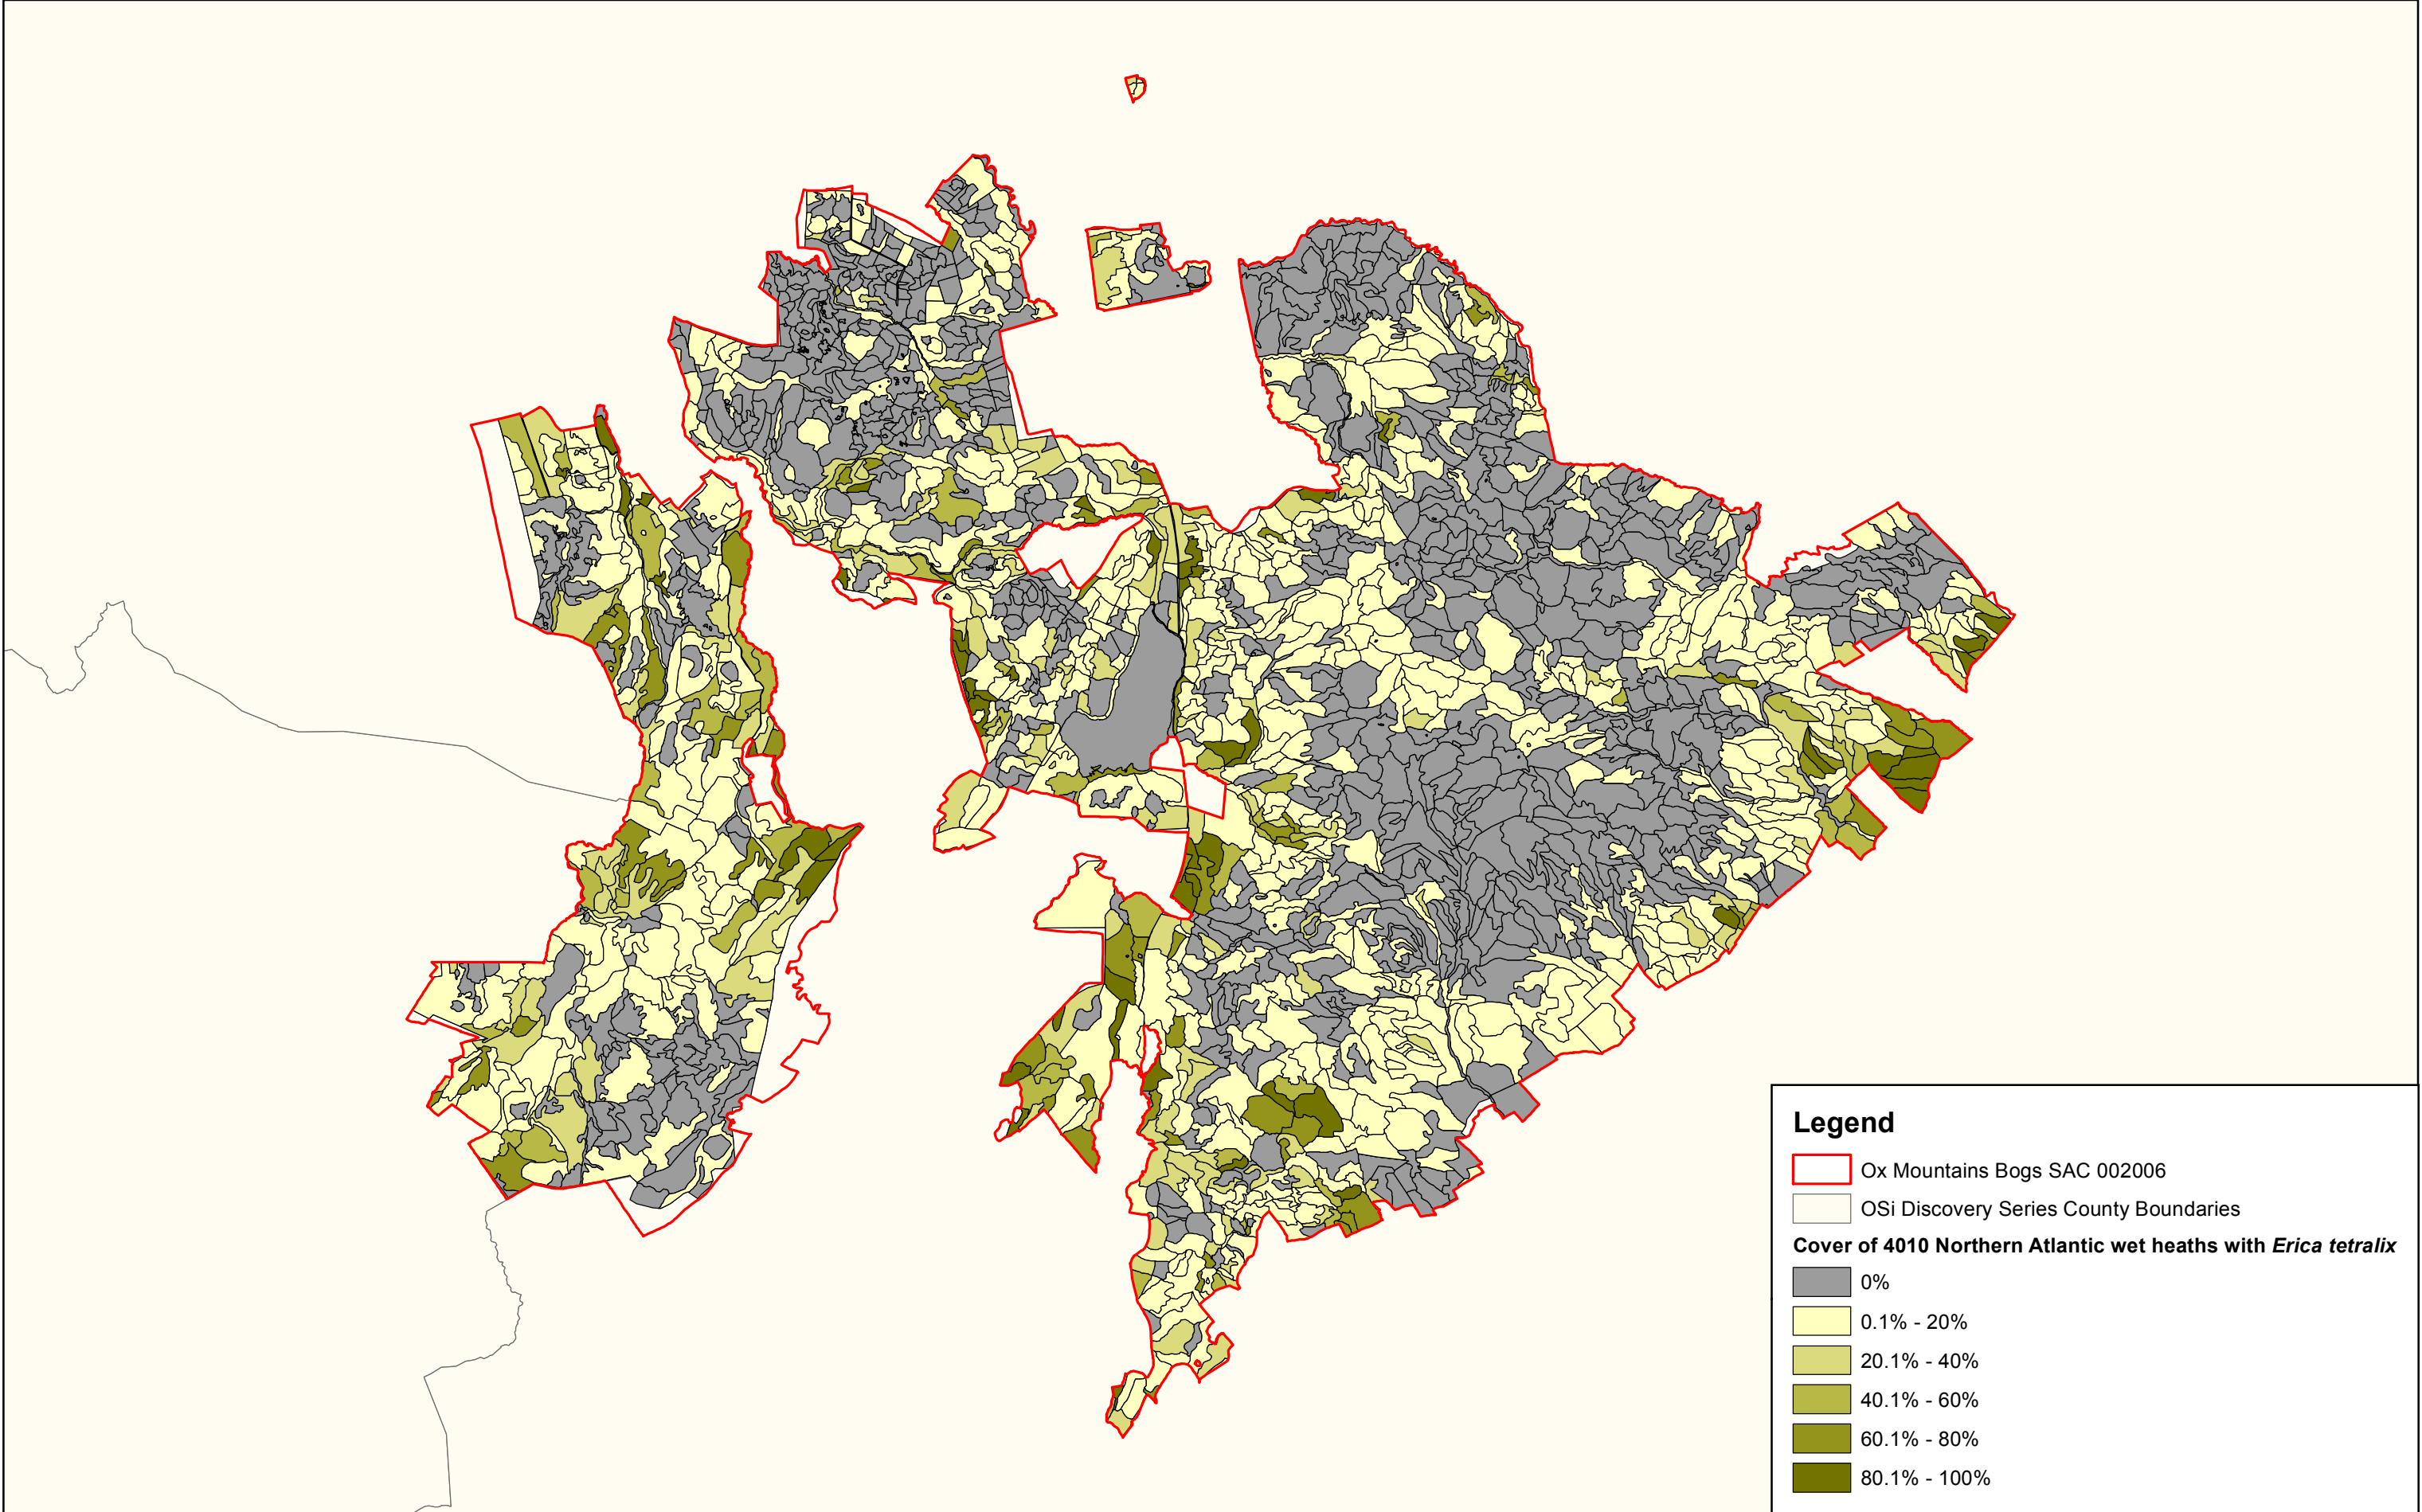 Legend
Ox Mountains Bogs SAC 002006
OSi Discovery Series County Boundaries
Cover of 4010 Northern Atlantic wet heaths with Erica tetralix
0%
0.1% - 20%
20.1% - 40%
40.1% - 60%
60.1% - 80%
80.1% - 100%